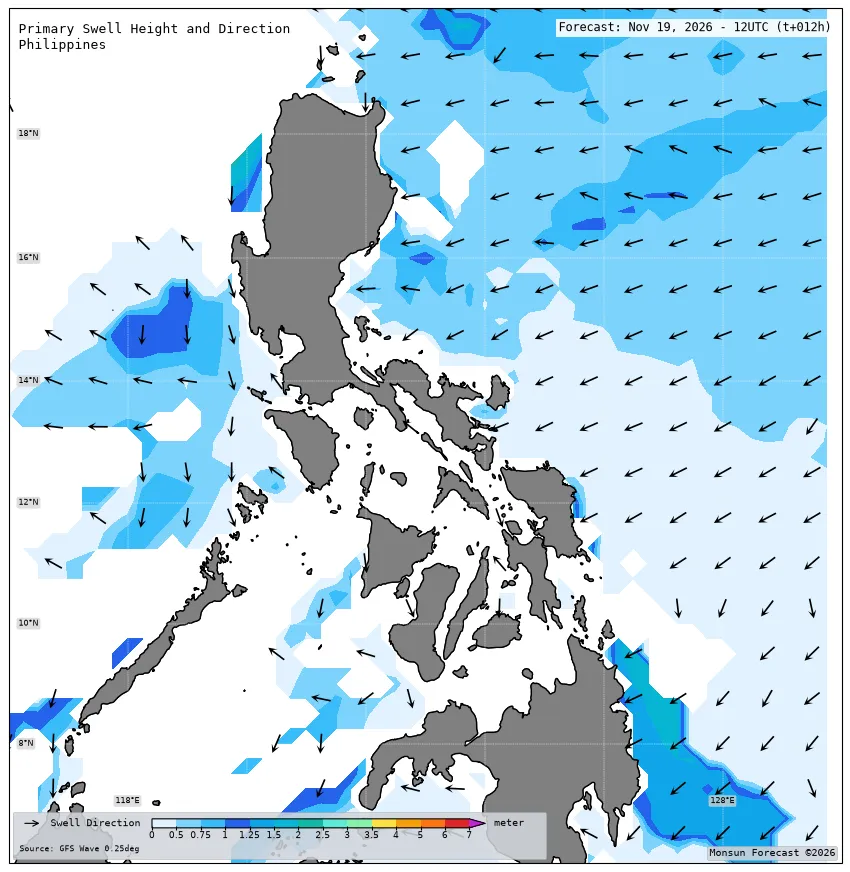 Primary Swell Height and Direction
Philippines
Forecast: Nov 19, 2026 - 12UTC (t+012h)
18°N
16°N
14°N
12°N
10°N
8°N
118°E
128°E
Swell Direction
0 0.5 0.75 1 1.25 1.5 2 2.5 3 3.5 4 5 6 7
meter
Source: GFS Wave 0.25deg
Monsun Forecast ©2026